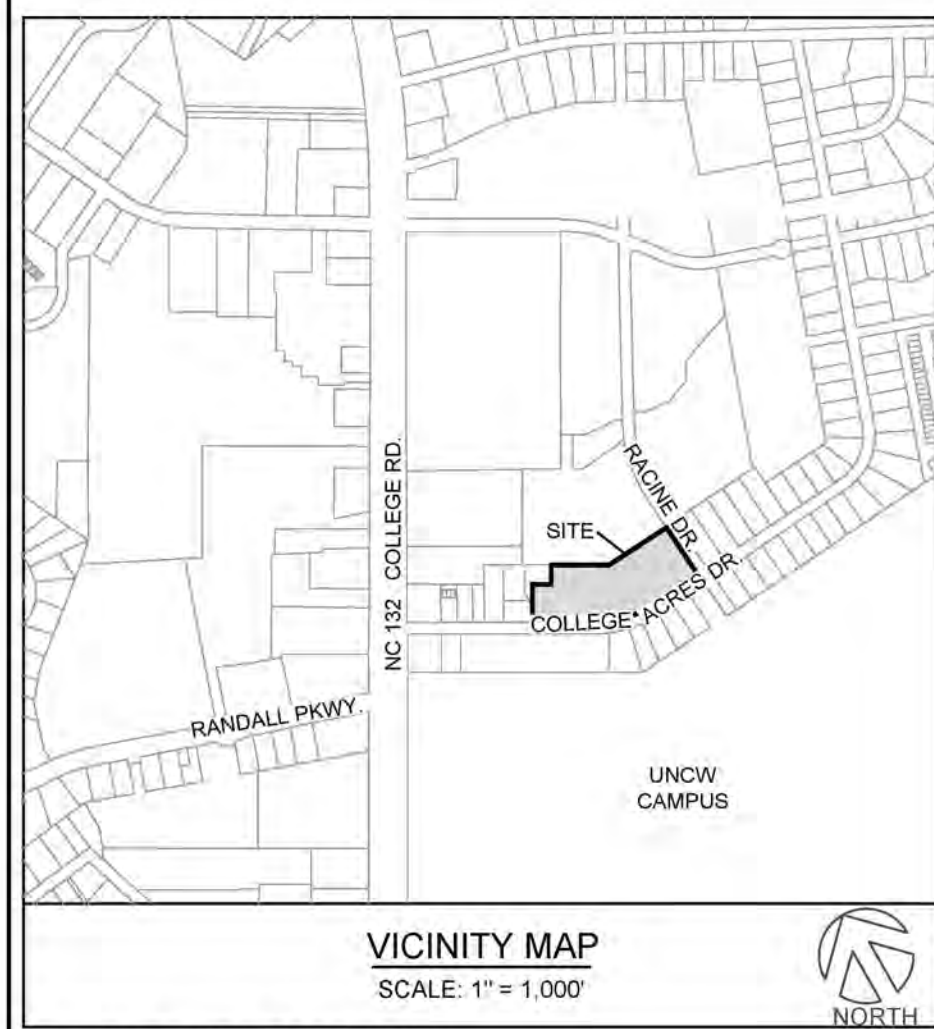 RACINE DR.
SITE
COLLEGE ACRES DR.
NC 132 COLLEGE RD.
RANDALL PKWY.
UNCW
CAMPUS
VICINITY MAP
SCALE: 1" = 1,000'
NORTH